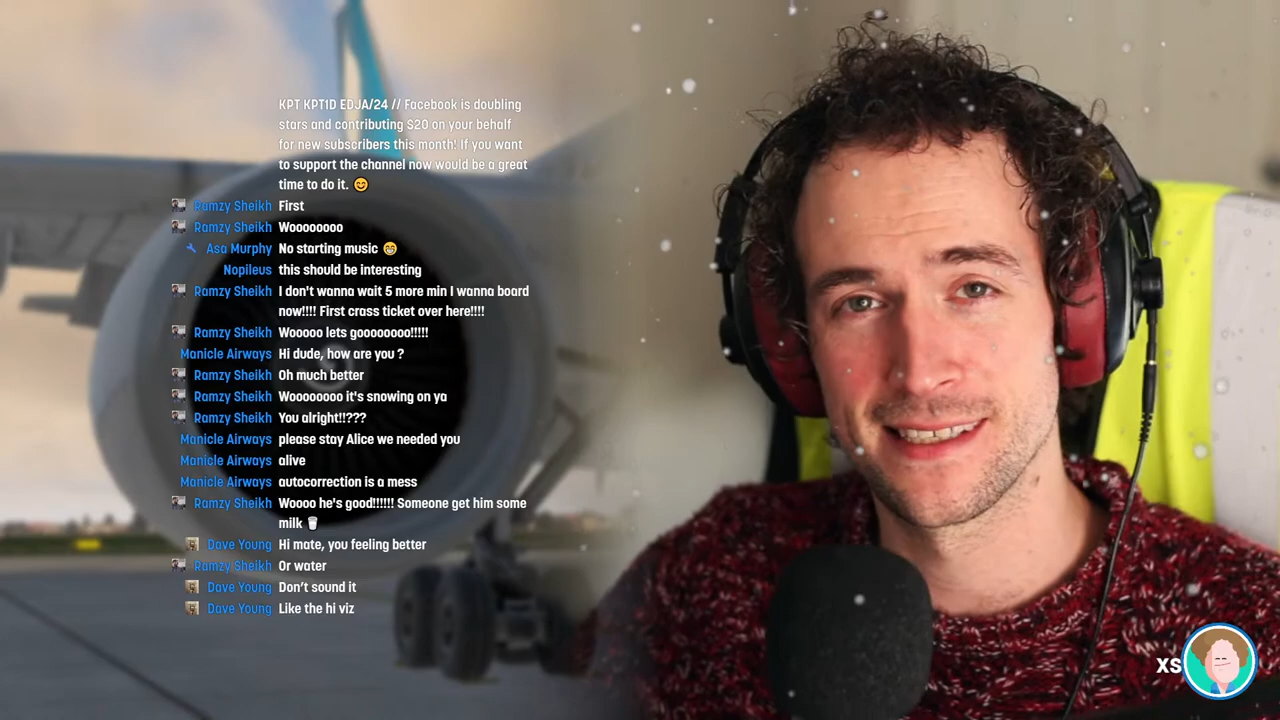 KPT KPT1D EDJA/24 // Facebook is doubling
stars and contributing $20 on your behalf
for new subscribers this month! If you want
to support the channel now would be a great
time to do it. 😊
Ramzy Sheikh First
Ramzy Sheikh Woooooooo
Asa Murphy No starting music 😁
Nopileus this should be interesting
Ramzy Sheikh I don't wanna wait 5 more min I wanna board
now!!!! First crass ticket over here!!!!
Ramzy Sheikh Wooooo lets goooooooo!!!!!
Manicle Airways Hi dude, how are you ?
Ramzy Sheikh Oh much better
Ramzy Sheikh Woooooooo it's snowing on ya
Ramzy Sheikh You alright!!???
Manicle Airways please stay Alice we needed you
Manicle Airways alive
Manicle Airways autocorrection is a mess
Ramzy Sheikh Woooo he's good!!!!!! Someone get him some
milk 🥛
Dave Young Hi mate, you feeling better
Ramzy Sheikh Or water
Dave Young Don't sound it
Dave Young Like the hi viz
XS